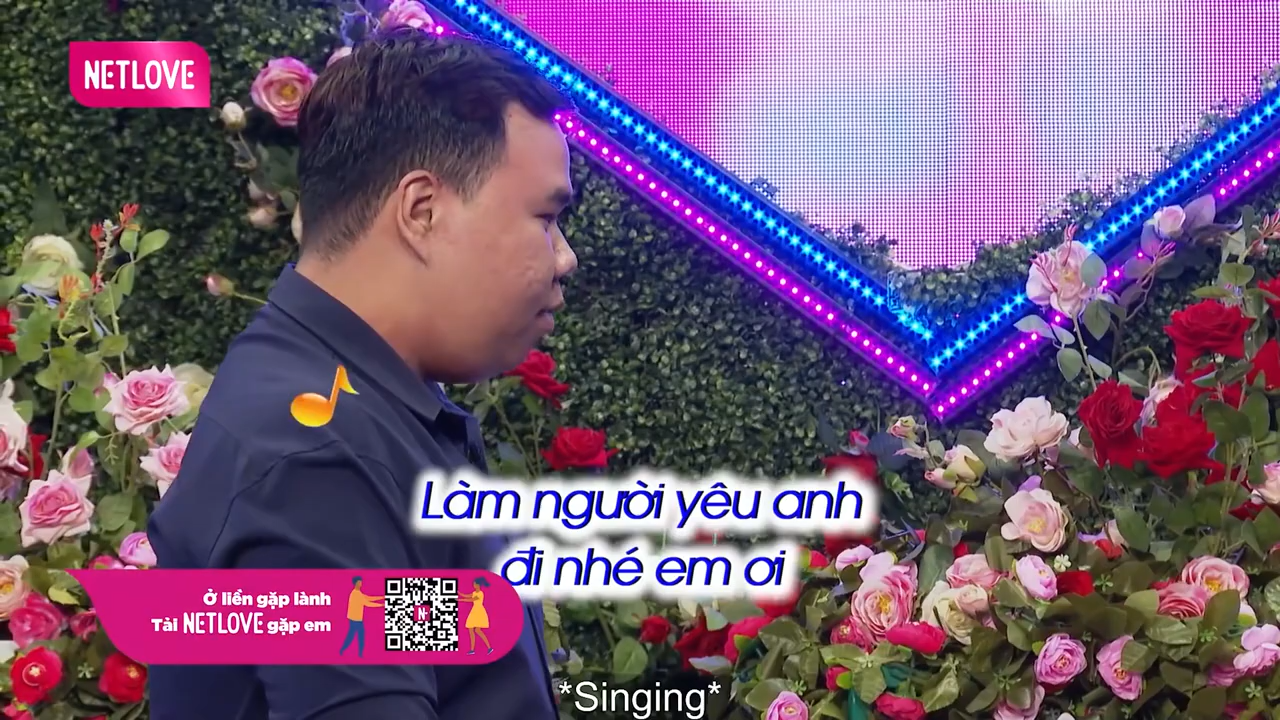 NETLOVE
Làm người yêu anh
đi nhé em ơi
Ở liền gặp lành
Tải NETLOVE gặp em
N
*Singing*